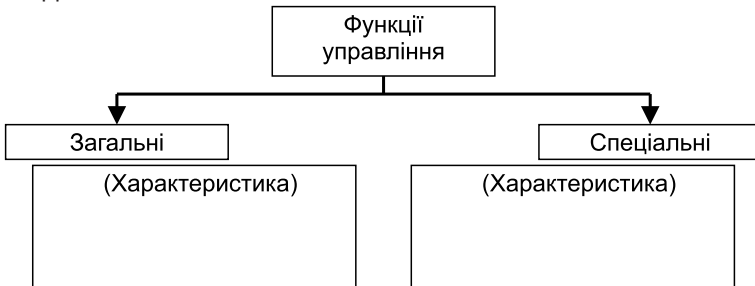 Функції
управління
Загальні
Спеціальні
(Характеристика)
(Характеристика)